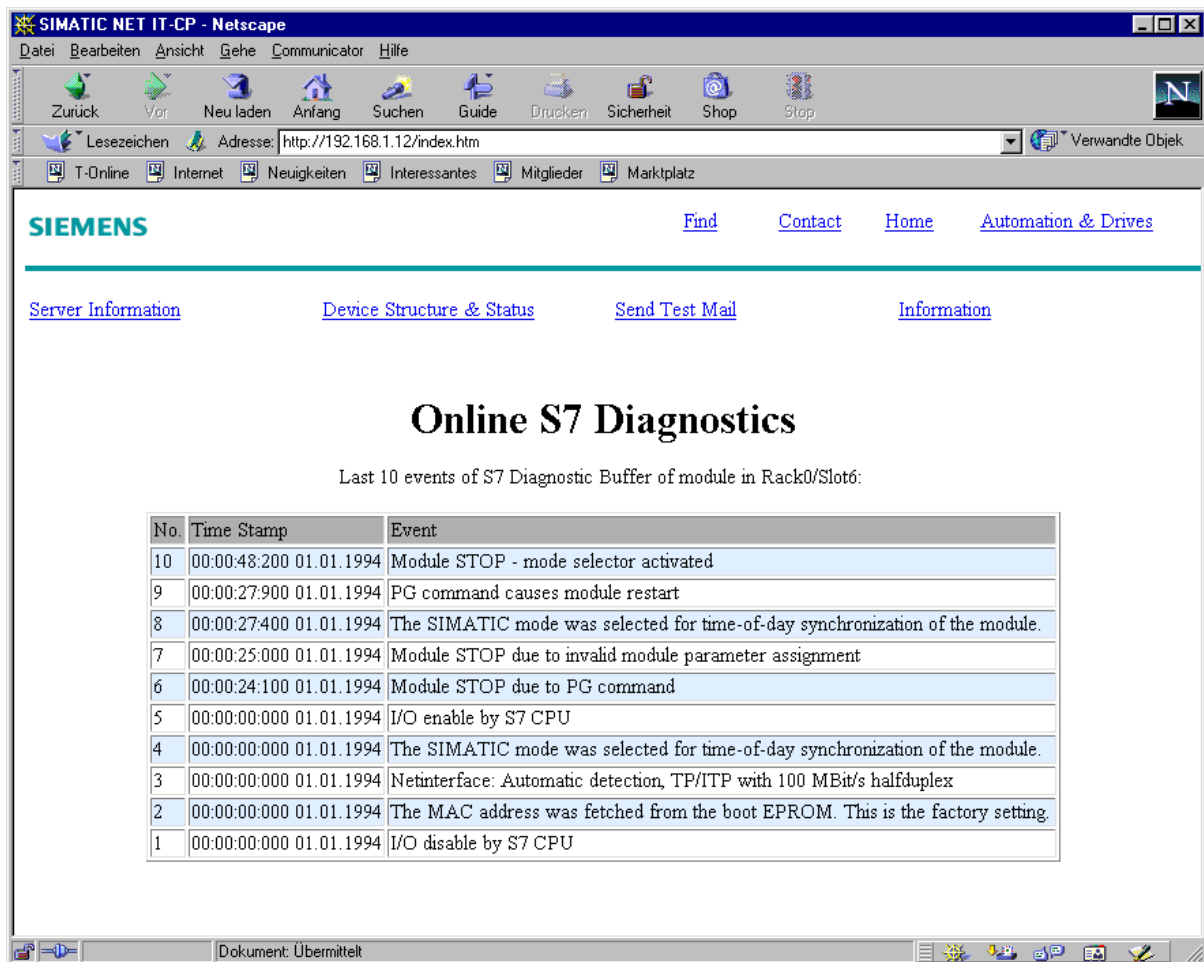 SIMATIC NET IT-CP - Netscape
Datei Bearbeiten Ansicht Gehe Communicator Hilfe
Zurück Vor Neu laden Anfang Suchen Guide Drucken Sicherheit Shop Stop
N
Lesezeichen Adresse: http://192.168.1.12/index.htm Verwandte Objek
T-Online Internet Neuigkeiten Interessantes Mitglieder Marktplatz
SIEMENS Find Contact Home Automation & Drives
Server Information Device Structure & Status Send Test Mail Information
Online S7 Diagnostics
Last 10 events of S7 Diagnostic Buffer of module in Rack0/Slot6:
No. Time Stamp Event
10 00:00:48:200 01.01.1994 Module STOP - mode selector activated
9 00:00:27:900 01.01.1994 PG command causes module restart
8 00:00:27:400 01.01.1994 The SIMATIC mode was selected for time-of-day synchronization of the module.
7 00:00:25:000 01.01.1994 Module STOP due to invalid module parameter assignment
6 00:00:24:100 01.01.1994 Module STOP due to PG command
5 00:00:00:000 01.01.1994 I/O enable by S7 CPU
4 00:00:00:000 01.01.1994 The SIMATIC mode was selected for time-of-day synchronization of the module.
3 00:00:00:000 01.01.1994 Netinterface: Automatic detection, TP/ITP with 100 MBit/s halfduplex
2 00:00:00:000 01.01.1994 The MAC address was fetched from the boot EPROM. This is the factory setting.
1 00:00:00:000 01.01.1994 I/O disable by S7 CPU
Dokument: Übermittelt